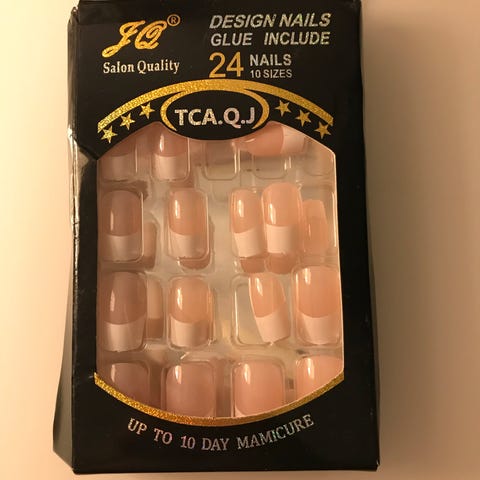 JQ®
Salon Quality
DESIGN NAILS
GLUE INCLUDE
24 NAILS
10 SIZES
TCA.Q.J
UP TO 10 DAY MAMICURE